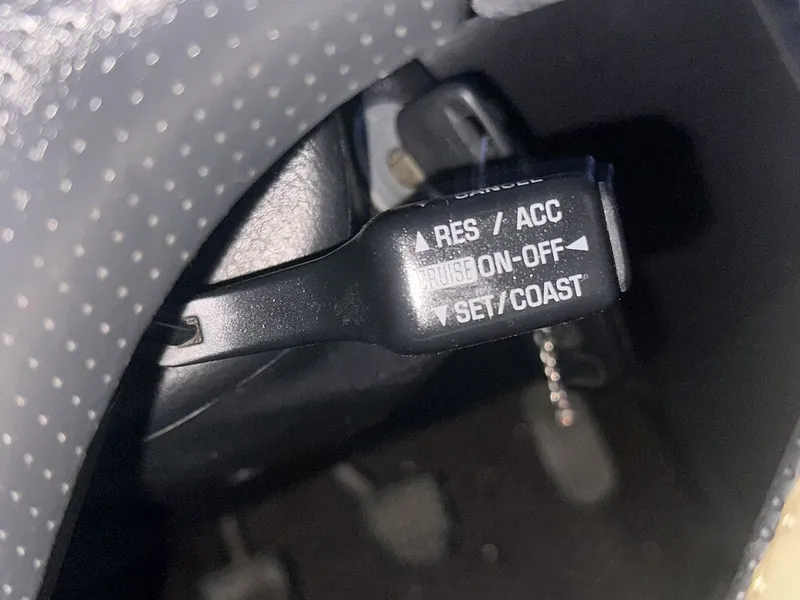 CANCEL
▲RES / ACC
CRUISE ON-OFF◀
▼SET/COAST